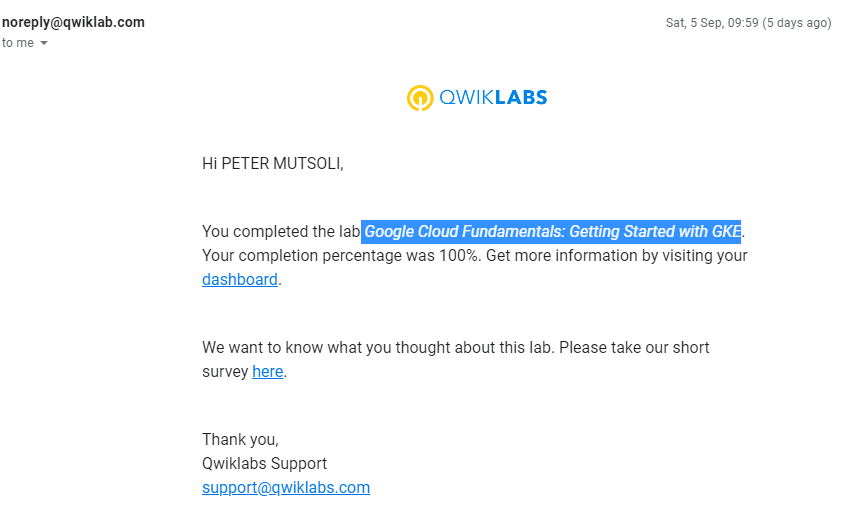 noreply@qwiklab.com
Sat, 5 Sep, 09:59 (5 days ago)
to me
QWIKLABS
Hi PETER MUTSOLI,
You completed the lab Google Cloud Fundamentals: Getting Started with GKE.
Your completion percentage was 100%. Get more information by visiting your
dashboard.
We want to know what you thought about this lab. Please take our short
survey here.
Thank you,
Qwiklabs Support
support@qwiklabs.com